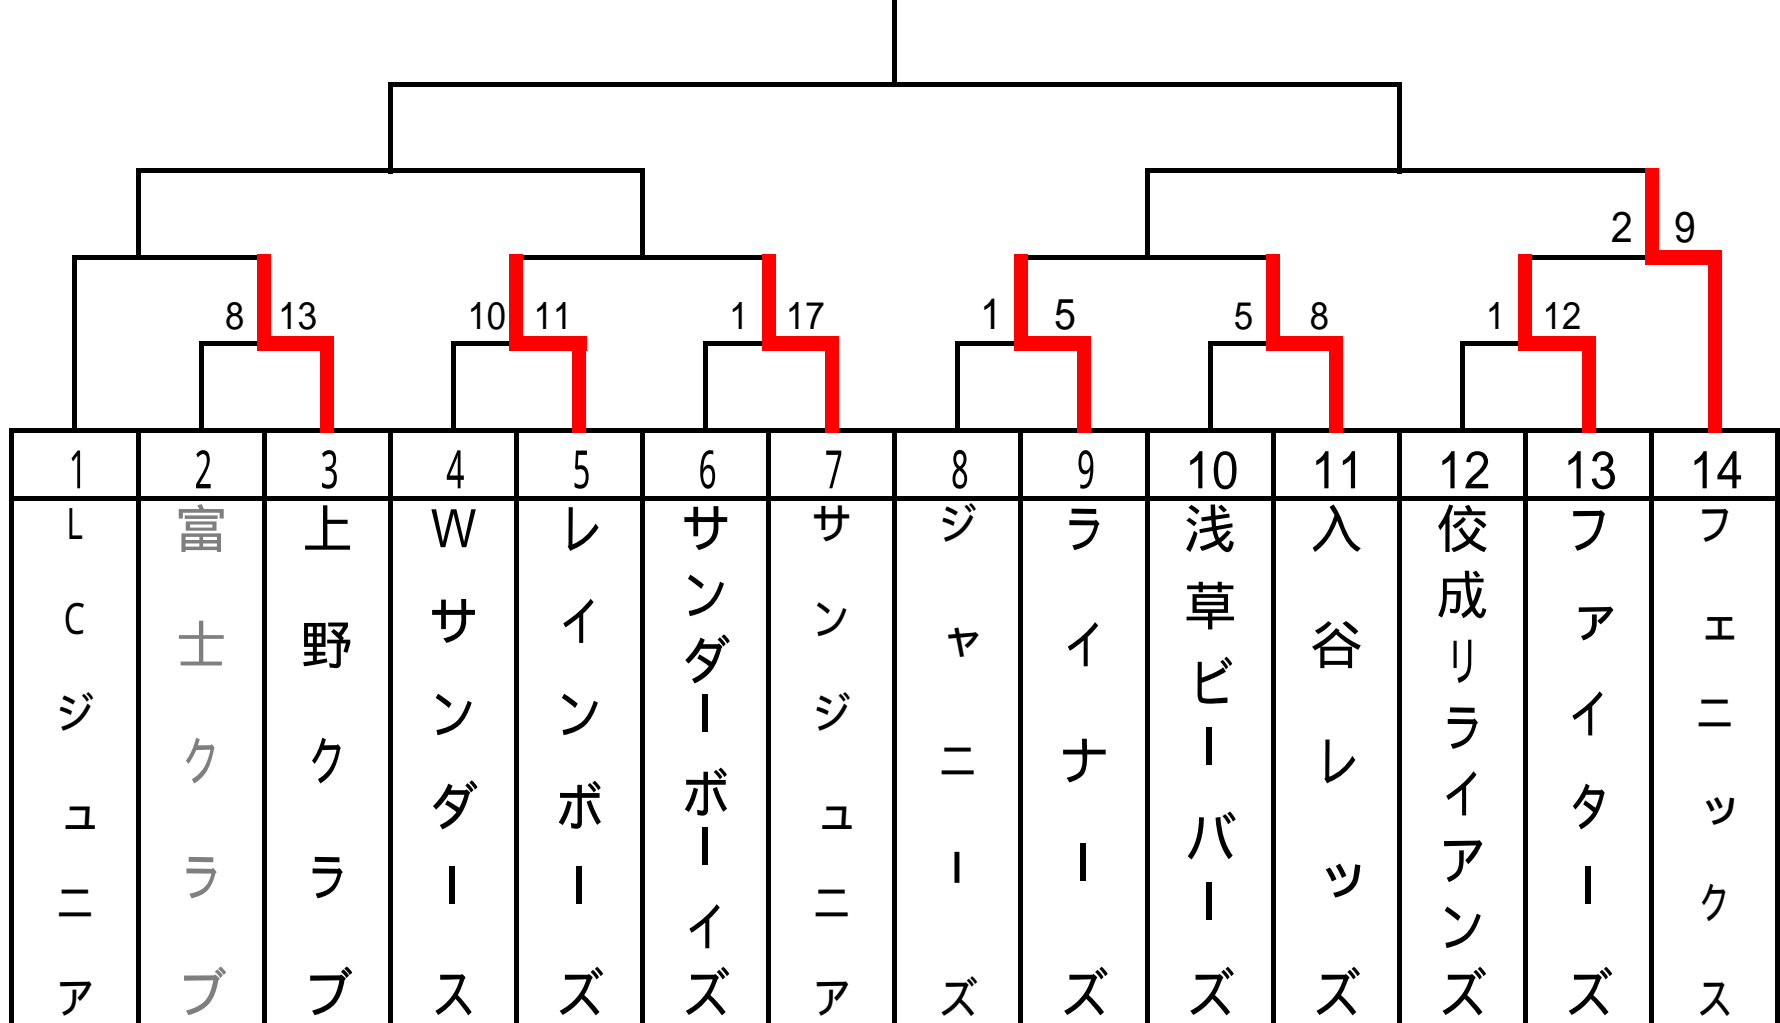 2 9
8 13 10 11 1 17 1 5 5 8 1 12
1 2 3 4 5 6 7 8 9 10 11 12 13 14
LCジュニア
富士クラブ
上野クラブ
Wサンダース
レインボーズ
サンダーボーイズ
サンジュニア
ジャニーズ
ライナーズ
浅草ビーバーズ
入谷レッズ
佼成リライアンズ
ファイターズ
フェニックス